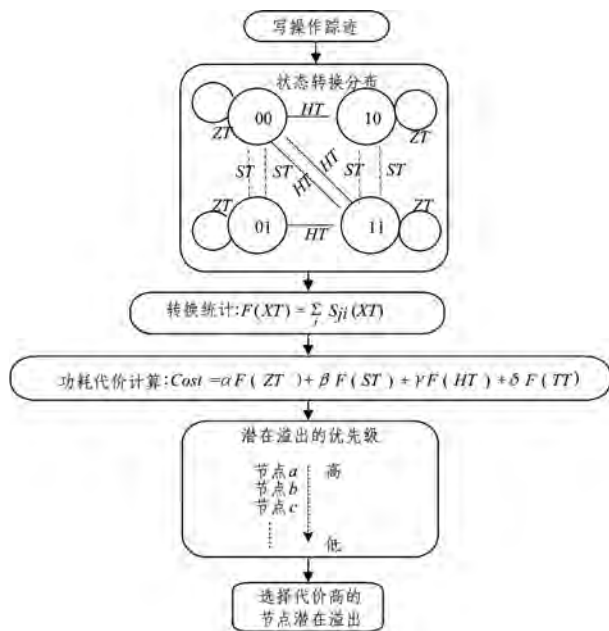 写操作踪迹
状态转换分布
00 HT 10
ZT ZT
ST ST HT HT ST ST
ZT ZT
01 HT 11
转换统计:F(XT) = ∑j Sji(XT)
功耗代价计算:Cost =αF( ZT )+ β F(ST) + γF(HT) + δ F(TT)
潜在溢出的优先级
节点a 高
节点b
节点c
低
选择代价高的
节点潜在溢出